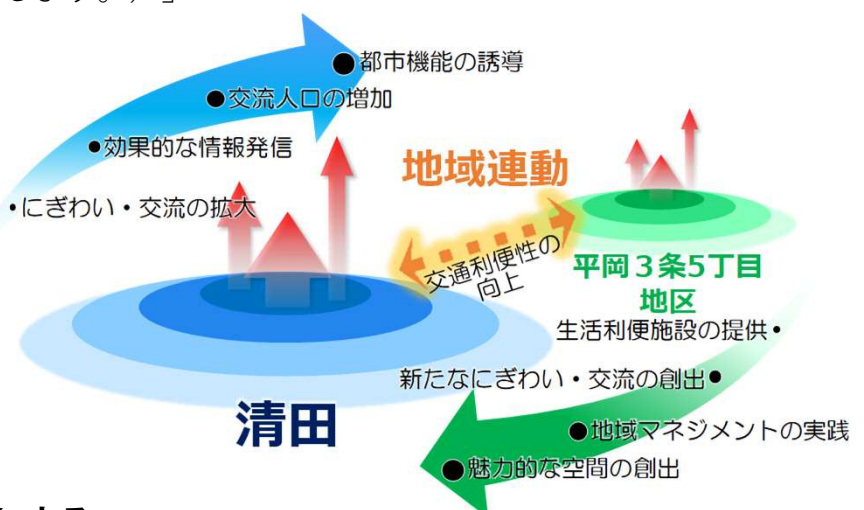 ●都市機能の誘導
●交流人口の増加
•効果的な情報発信
・にぎわい・交流の拡大
地域連動
交通利便性の
向上
清田
平岡3条5丁目
地区
生活利便施設の提供•
新たなにぎわい・交流の創出●
●地域マネジメントの実践
●魅力的な空間の創出